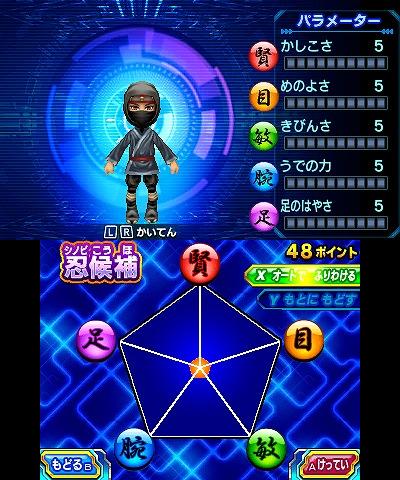 パラメーター
賢 かしこさ 5
目 めのよさ 5
敏 きびんさ 5
腕 うでの力 5
足 足のはやさ 5
L R かいてん
シノビこうほ
忍候補
48ポイント
X オートで ふりわける
Y もとに もどす
賢
足
目
腕
敏
もどる B
A けってい